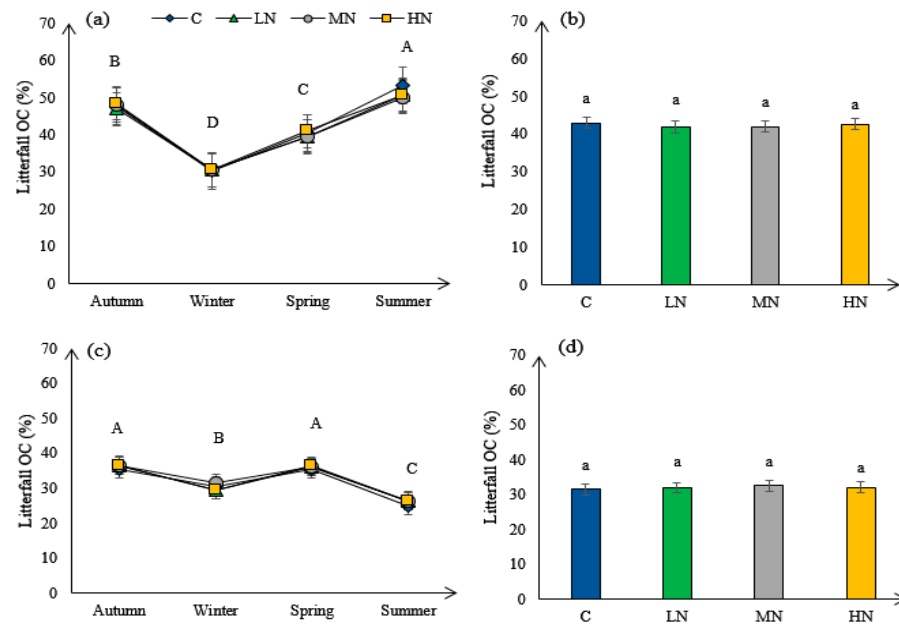 (a)
C LN MN HN
Litterfall OC (%)
70
60
50
40
30
20
10
0
B
D
C
A
Autumn Winter Spring Summer
(b)
Litterfall OC (%)
70
60
50
40
30
20
10
0
a a a a
C LN MN HN
(c)
Litterfall OC (%)
70
60
50
40
30
20
10
0
A
B
A
C
Autumn Winter Spring Summer
(d)
Litterfall OC (%)
70
60
50
40
30
20
10
0
a a a a
C LN MN HN